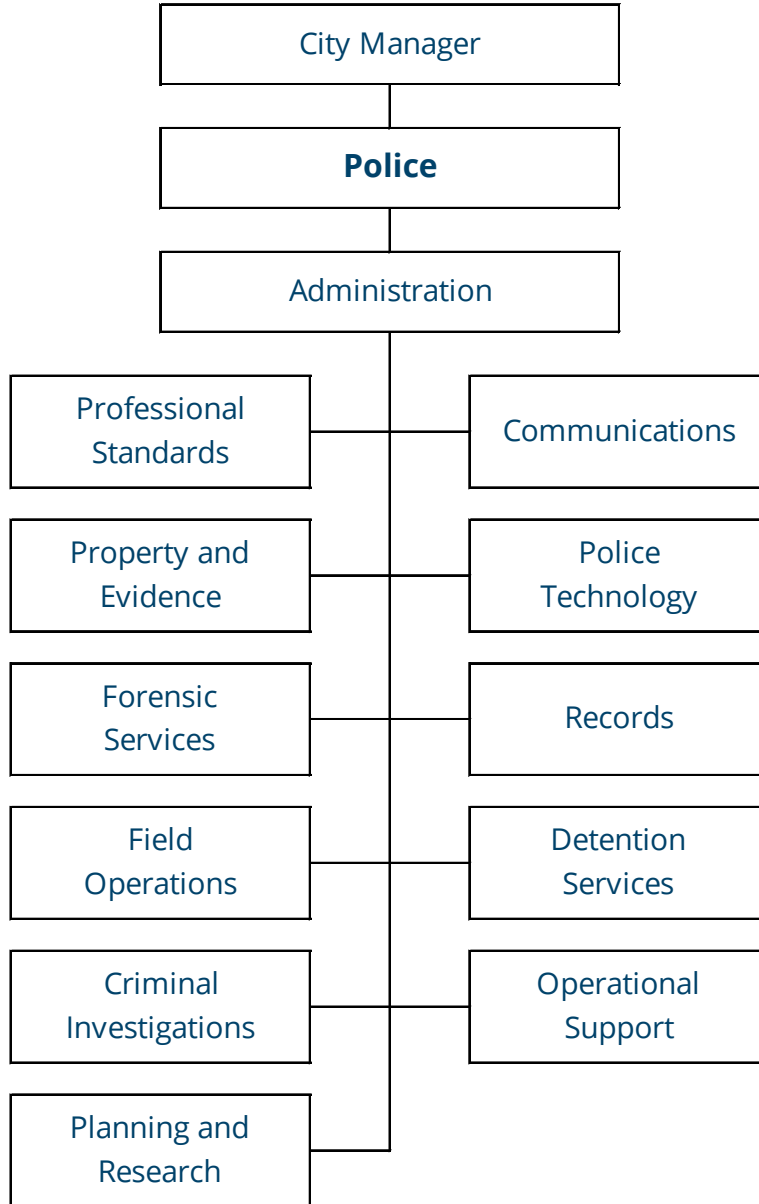 City Manager
Police
Administration
Professional
Standards
Communications
Property and
Evidence
Police
Technology
Forensic
Services
Records
Field
Operations
Detention
Services
Criminal
Investigations
Operational
Support
Planning and
Research